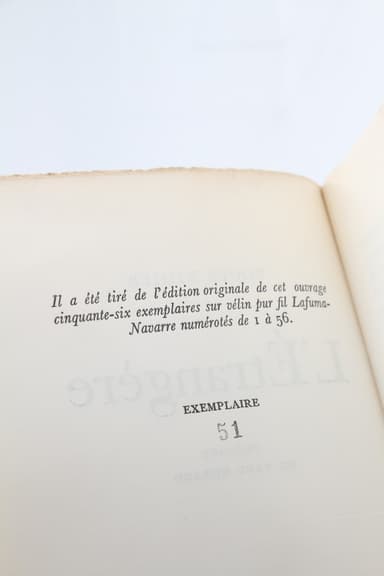 Il a été tiré de l'édition originale de cet ouvrage
cinquante-six exemplaires sur vélin pur fil Lafuma-
Navarre numérotés de 1 à 56.
EXEMPLAIRE
51
L'Étrangère